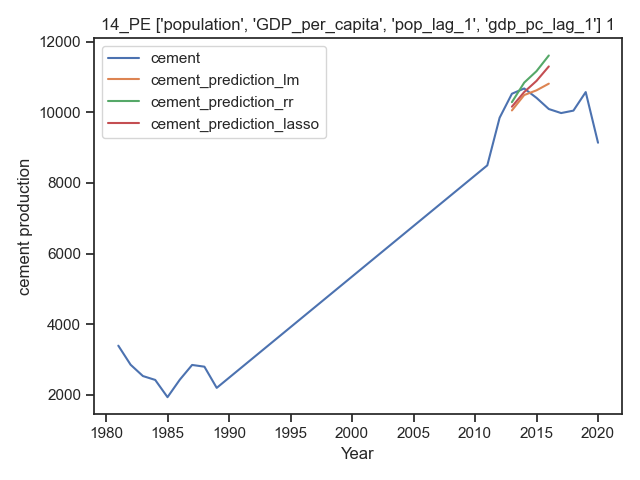 14_PE ['population', 'GDP_per_capita', 'pop_lag_1', 'gdp_pc_lag_1'] 1
12000
10000
8000
6000
4000
2000
cement production
cement
cement_prediction_lm
cement_prediction_rr
cement_prediction_lasso
1980 1985 1990 1995 2000 2005 2010 2015 2020
Year